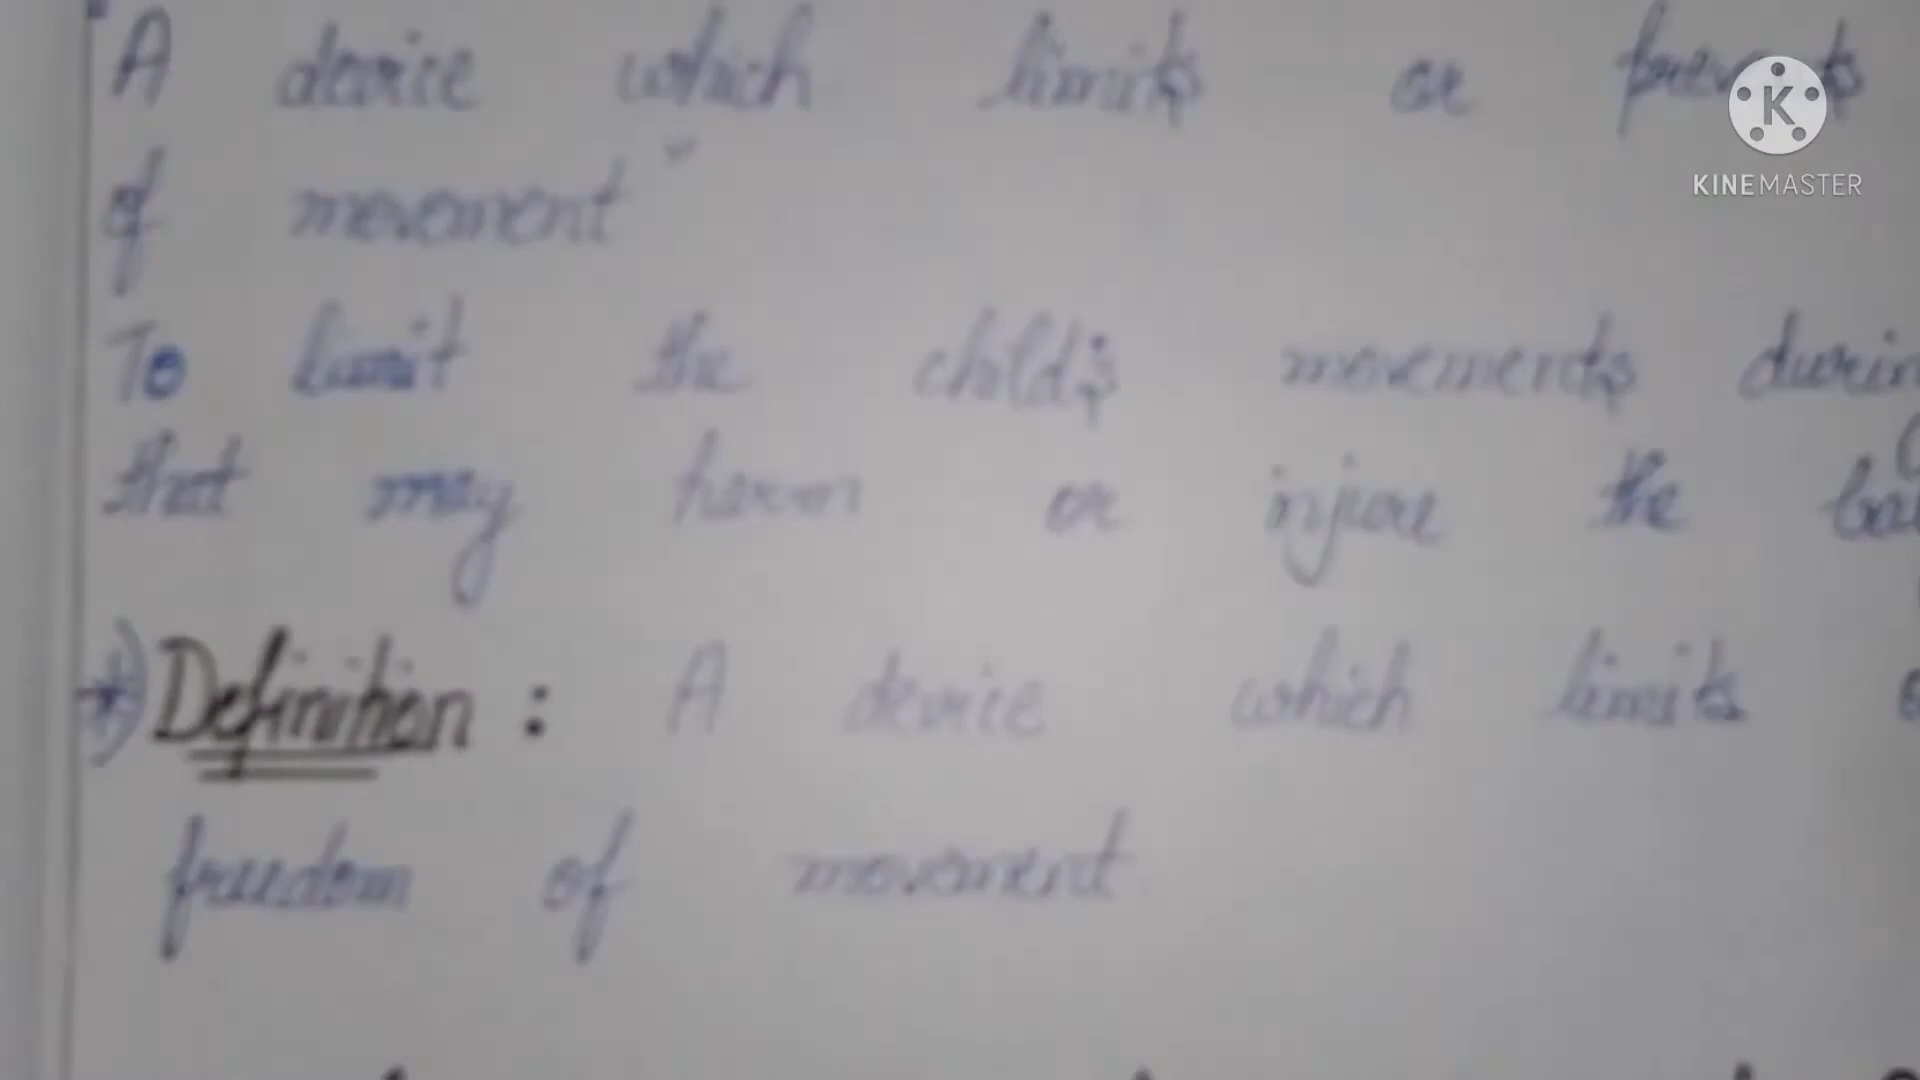 A device which limits or prevents
of movement"
To limit the child's movements durin
that may harm or injure the
Definition : A device which limits
freedom of movement
KINEMASTER